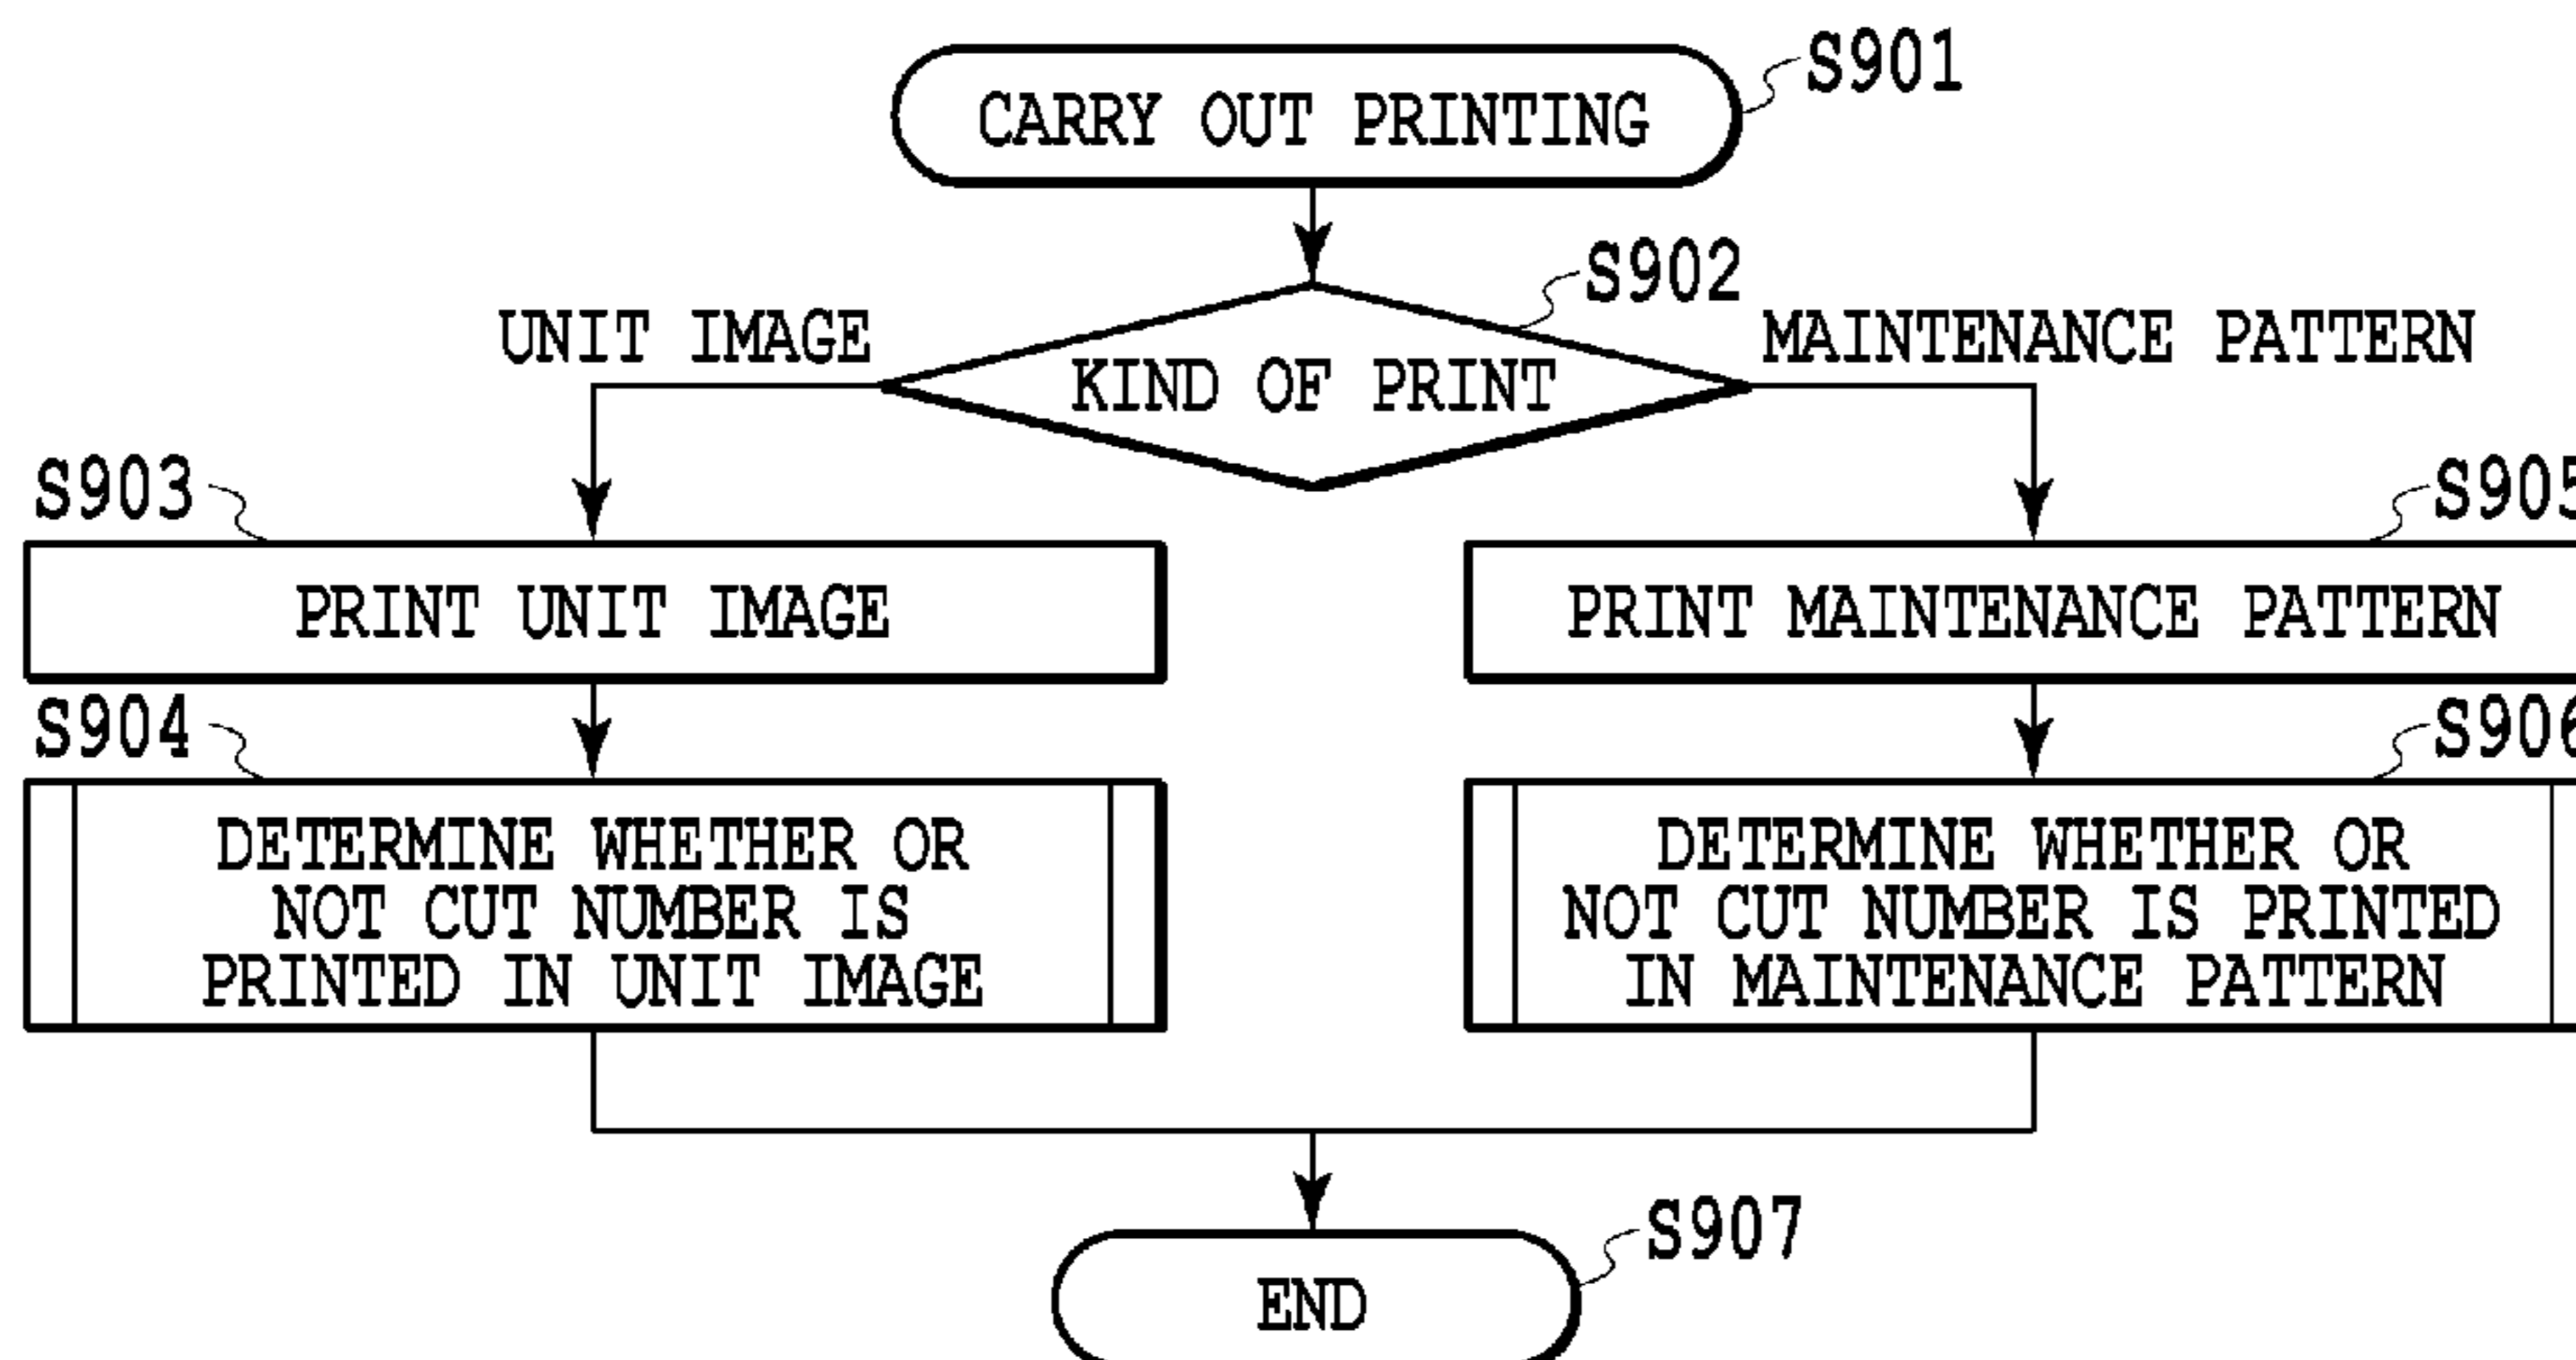 S901
CARRY OUT PRINTING
S902
UNIT IMAGE
MAINTENANCE PATTERN
KIND OF PRINT
S903
S905
PRINT UNIT IMAGE
PRINT MAINTENANCE PATTERN
S904
S906
DETERMINE WHETHER OR
NOT CUT NUMBER IS
PRINTED IN UNIT IMAGE
DETERMINE WHETHER OR
NOT CUT NUMBER IS PRINTED
IN MAINTENANCE PATTERN
S907
END